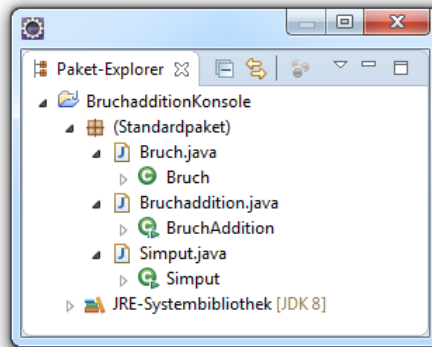 Paket-Explorer
BruchadditionKonsole
(Standardpaket)
Bruch.java
Bruch
Bruchaddition.java
BruchAddition
Simput.java
Simput
JRE-Systembibliothek [JDK 8]